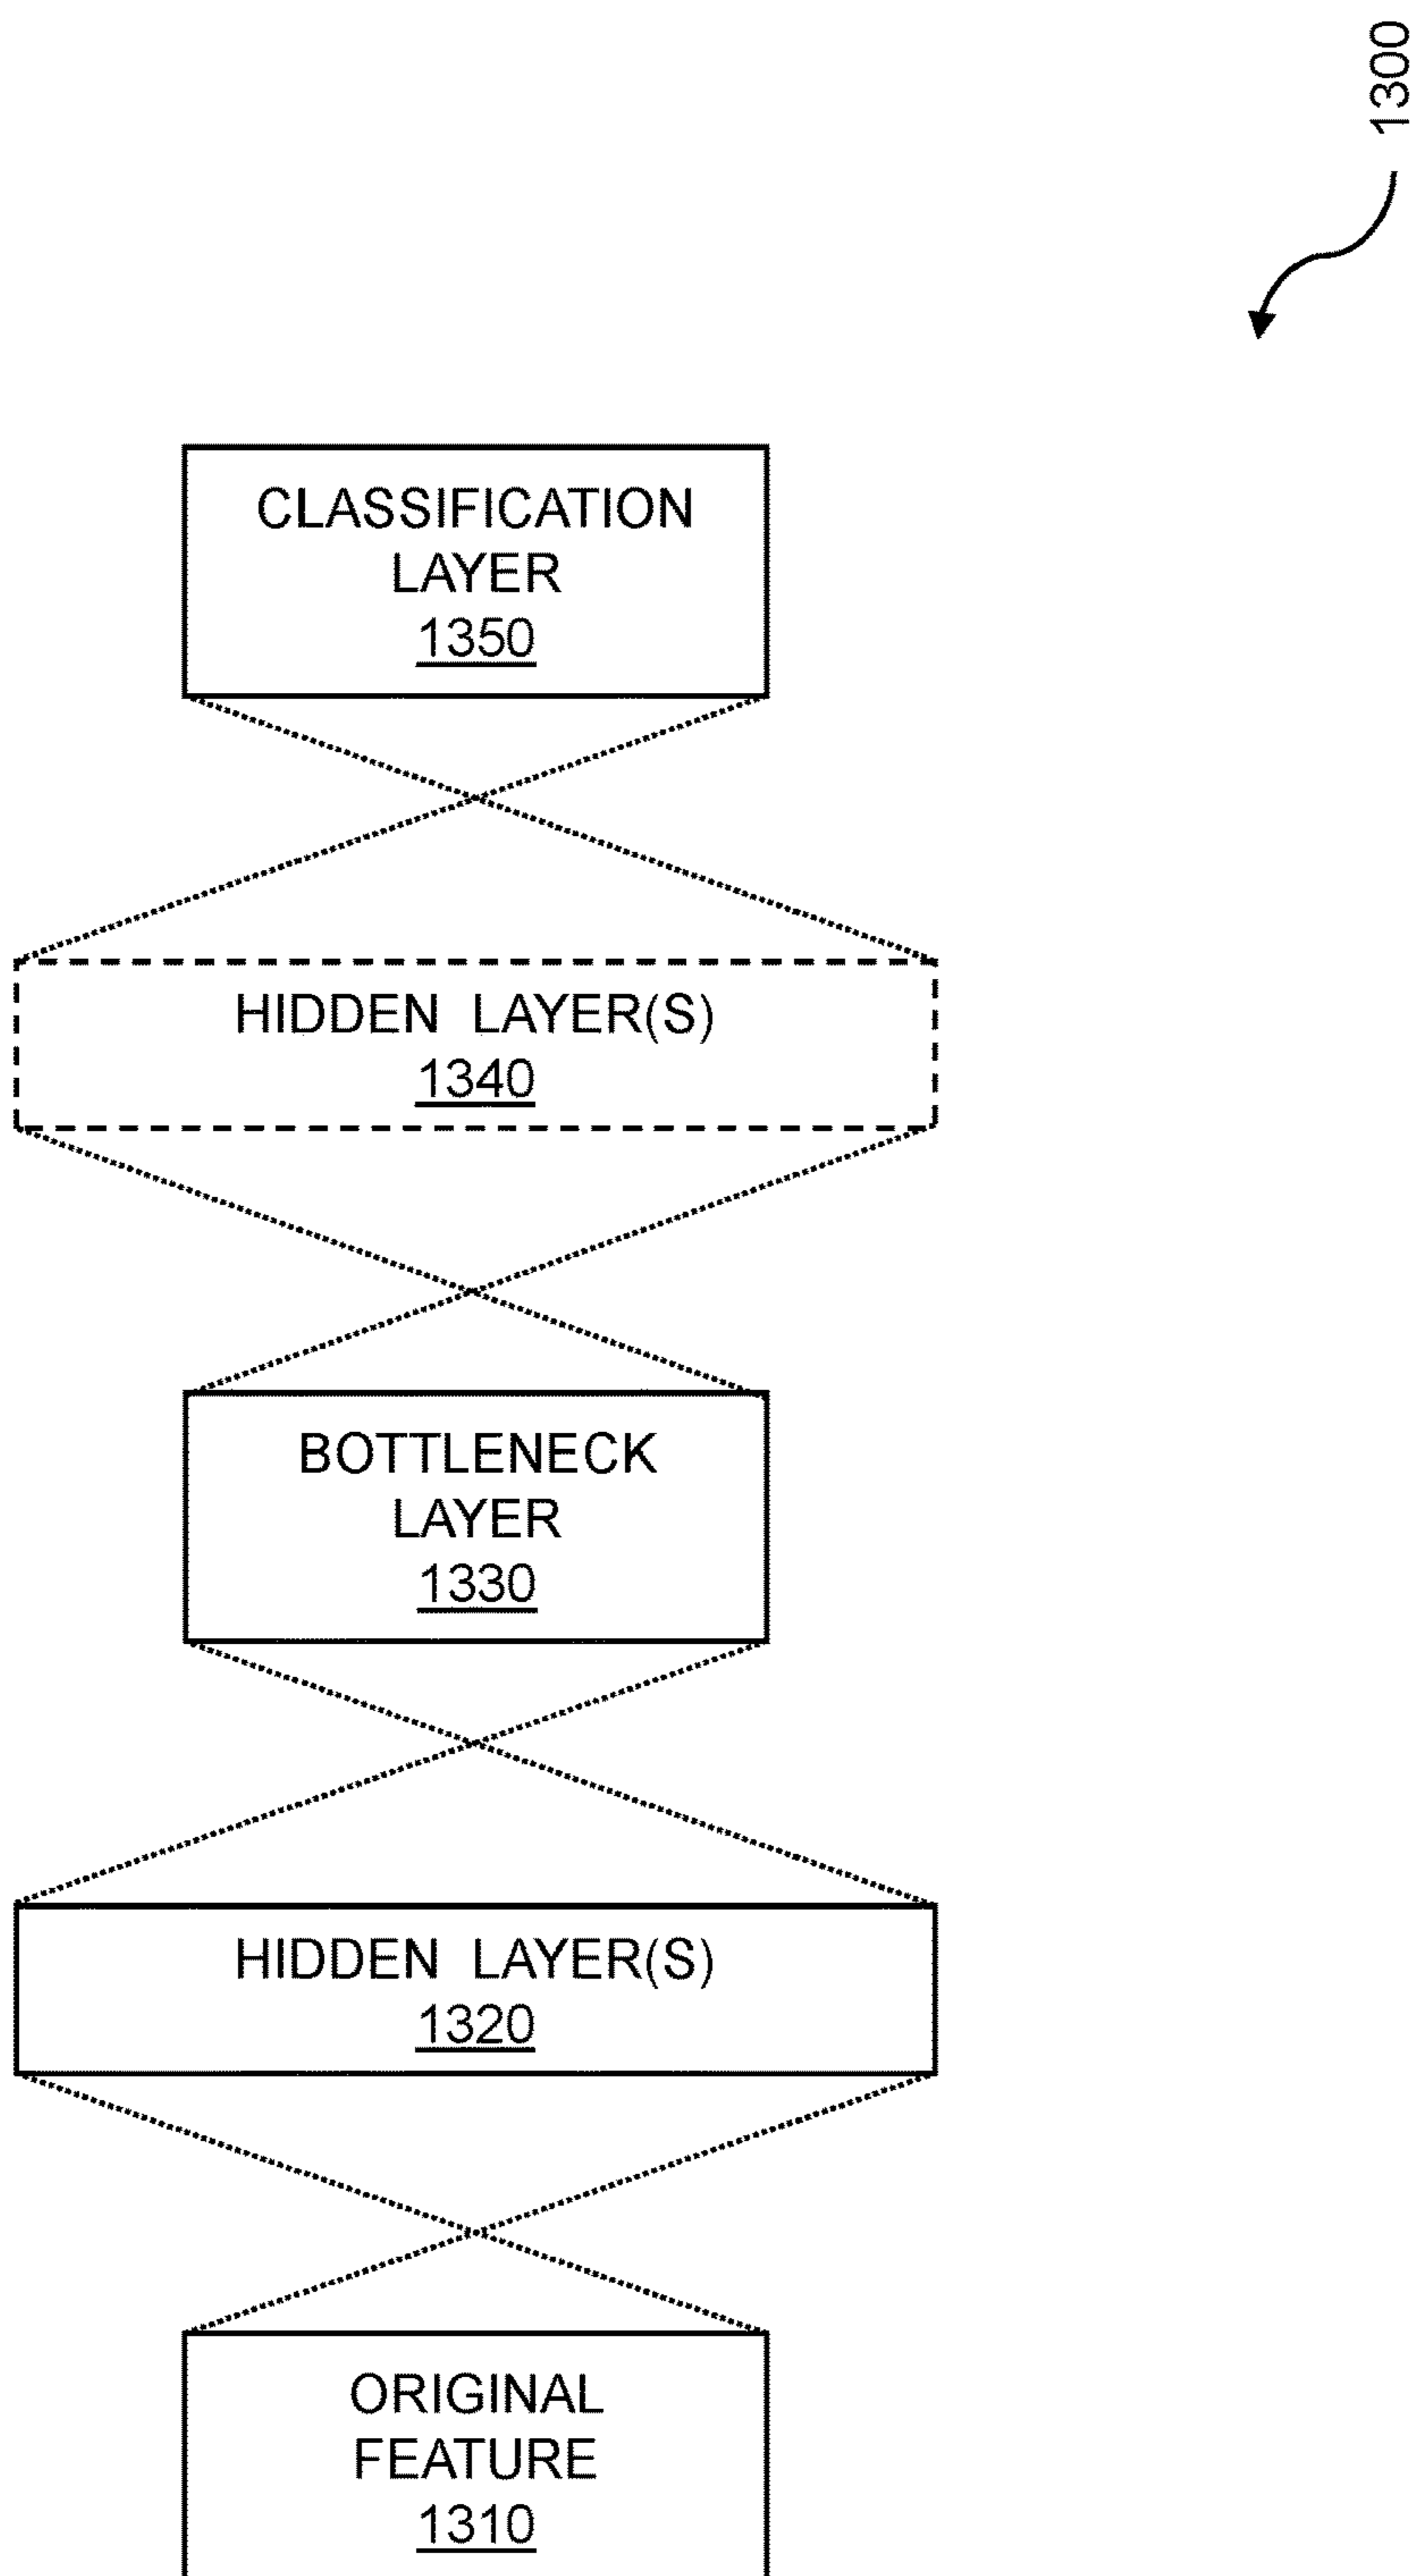 1300
CLASSIFICATION
LAYER
1350
HIDDEN LAYER(S)
1340
BOTTLENECK
LAYER
1330
HIDDEN LAYER(S)
1320
ORIGINAL
FEATURE
1310